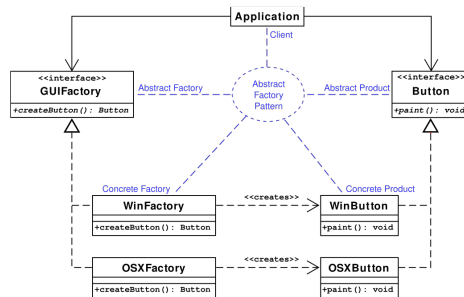 Application
Client
<<interface>>
GUIFactory
+createButton(): Button
Abstract Factory
Abstract
Factory
Pattern
Abstract Product
<<interface>>
Button
+paint(): void
Concrete Factory
Concrete Product
WinFactory
+createButton(): Button
<<creates>>
WinButton
+paint(): void
OSXFactory
+createButton(): Button
<<creates>>
OSXButton
+paint(): void